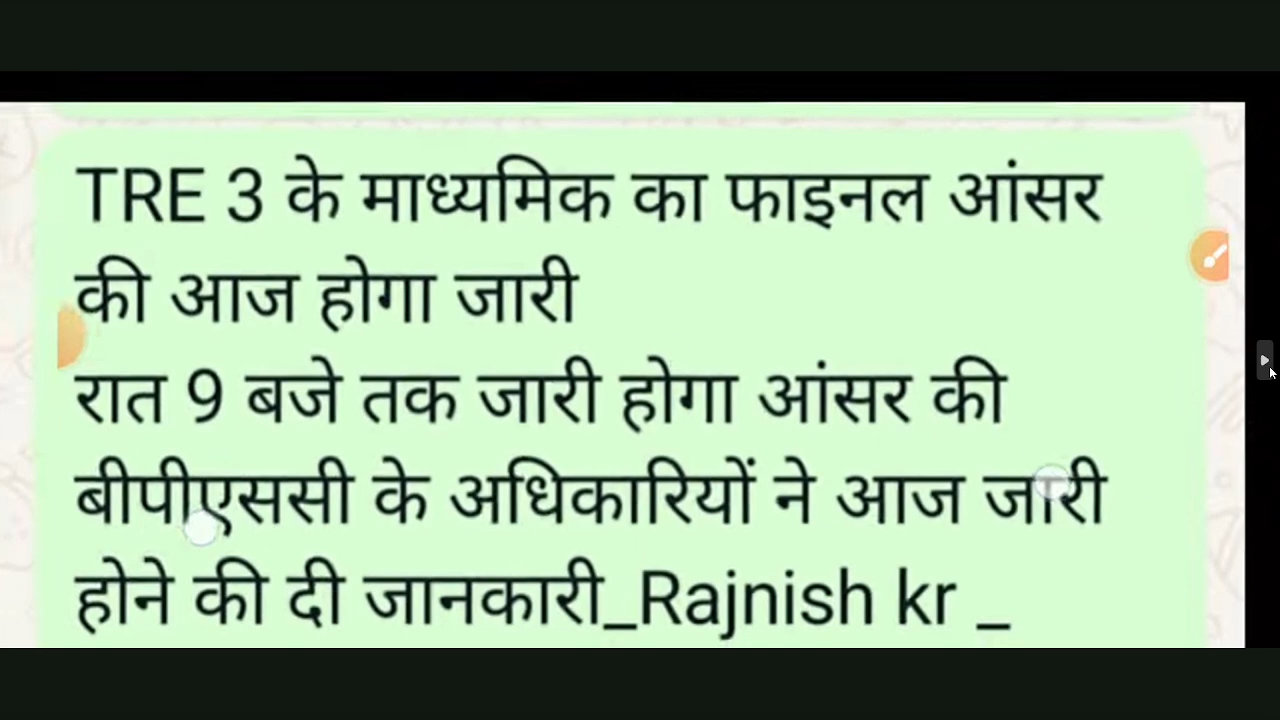 TRE 3 के माध्यमिक का फाइनल आंसर
की आज होगा जारी
रात 9 बजे तक जारी होगा आंसर की
बीपीएससी के अधिकारियों ने आज जारी
होने की दी जानकारी_Rajnish kr _